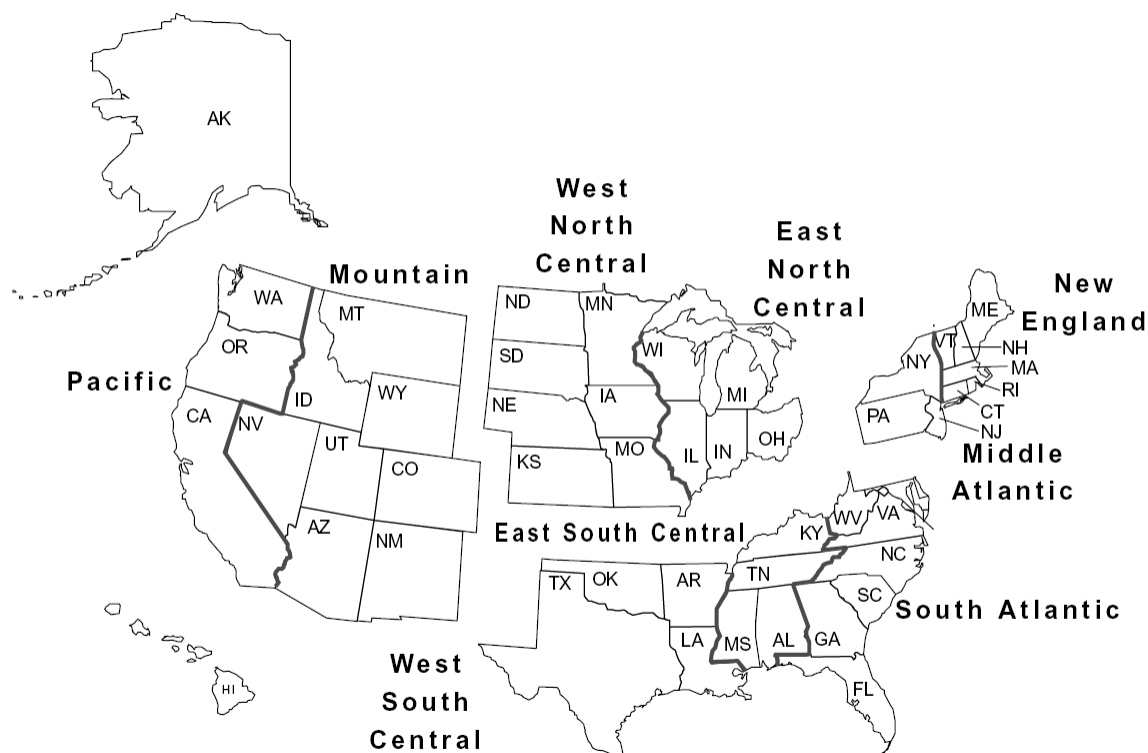 AK
West
North
Central
East
North
Central
Mountain
New
England
Pacific
WA
MT
ND
MN
ME
OR
SD
WI
VT
NH
NY
MA
ID
WY
NE
IA
MI
RI
CA
NV
PA
CT
NJ
UT
CO
KS
MO
IL
IN
OH
Middle
Atlantic
AZ
NM
East South Central
KY
WV
VA
TX
OK
AR
TN
NC
SC
South Atlantic
LA
MS
AL
GA
HI
FL
West
South
Central